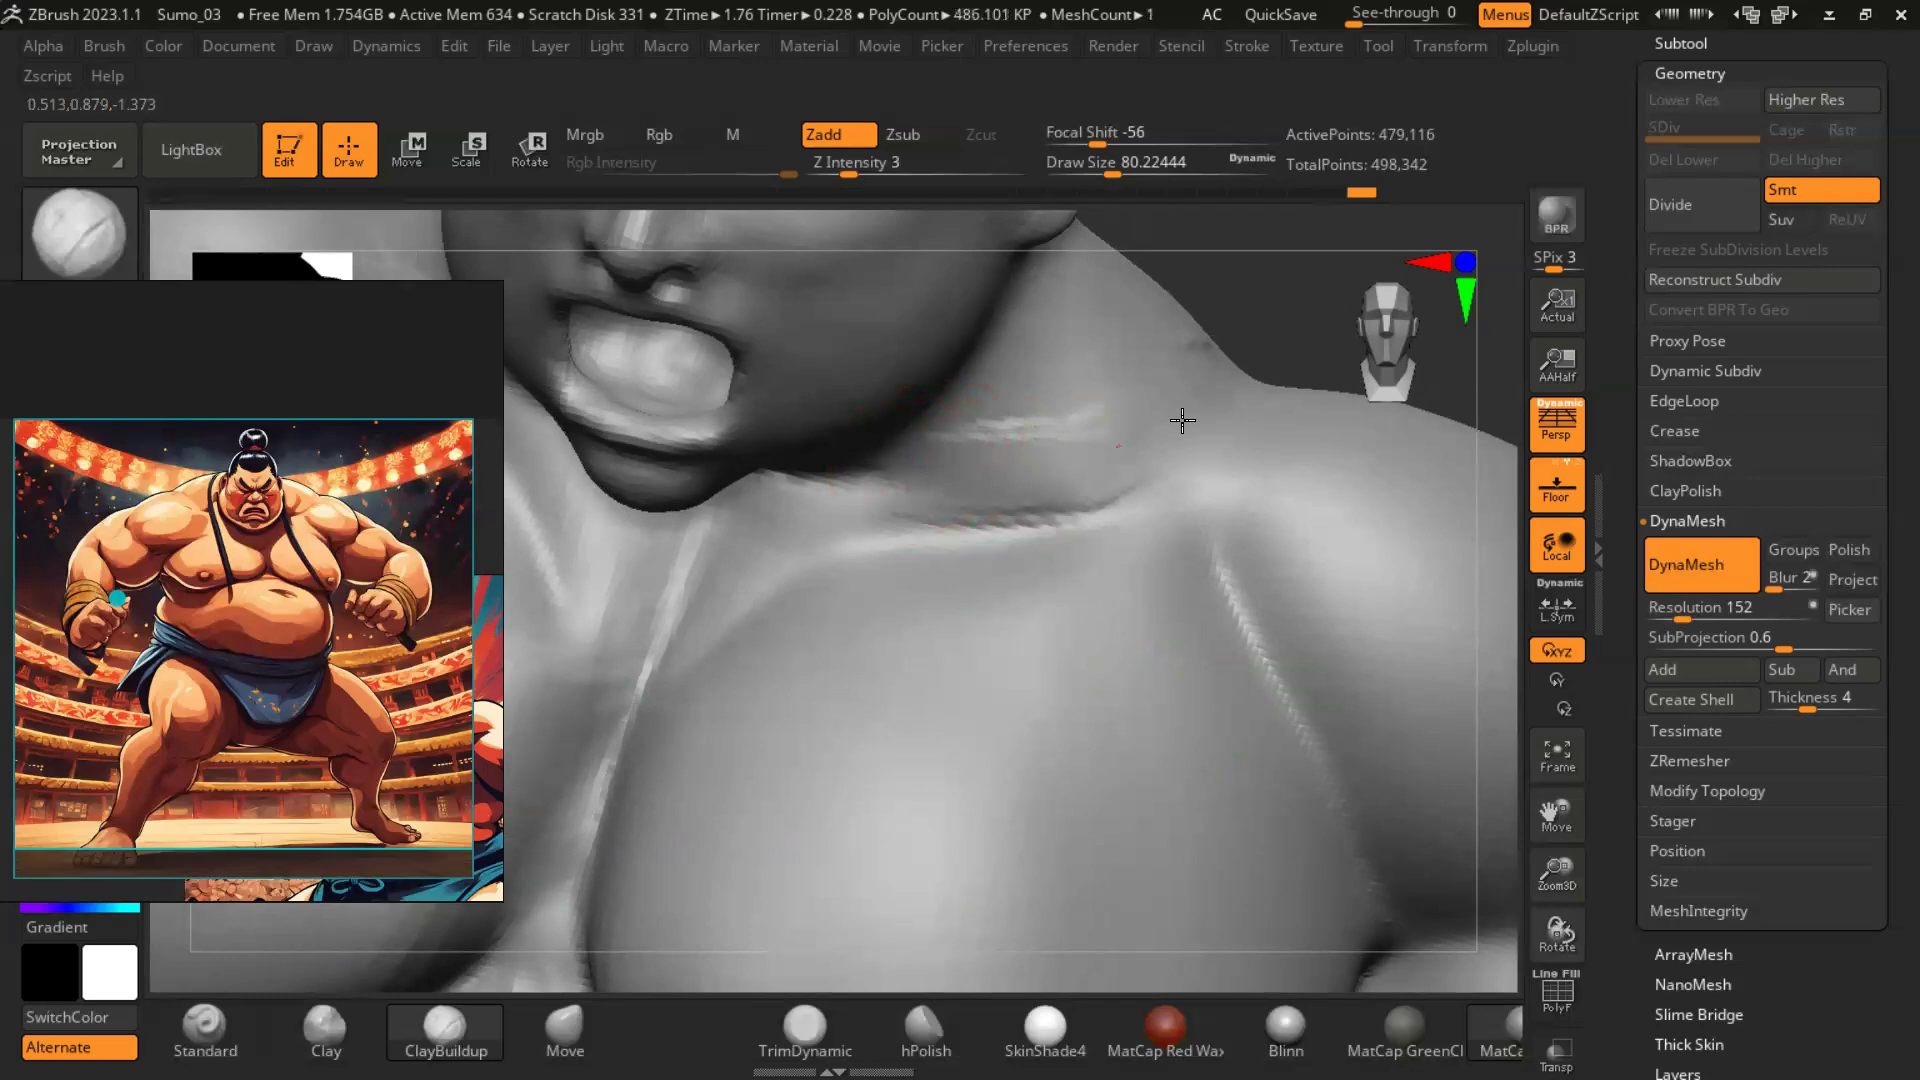 ZBrush 2023.1.1 Sumo_03 • Free Mem 1.754GB • Active Mem 634 • Scratch Disk 331 • ZTime►1.76 Timer►0.228 • PolyCount►486.101 KP • MeshCount►1 AC QuickSave See-through 0 Menus DefaultZScript
Alpha Brush Color Document Draw Dynamics Edit File Layer Light Macro Marker Material Movie Picker Preferences Render Stencil Stroke Texture Tool Transform Zplugin
Zscript Help
0.513,0.879,-1.373
Projection Master
LightBox
Edit
Draw
Move
Scale
Rotate
Mrgb Rgb M
Rgb Intensity
Zadd Zsub Zcut
Z Intensity 3
Focal Shift -56
Draw Size 80.22444 Dynamic
ActivePoints: 479,116
TotalPoints: 498,342
BPR
SPix 3
Actual
AAHalf
Dynamic
Persp
Floor
Local
Dynamic
L.Sym
XYZ
Frame
Move
Zoom3D
Rotate
Line Fill
PolyF
Transp
Subtool
Geometry
Lower Res Higher Res
SDiv Cage Rstr
Del Lower Del Higher
Divide
Smt
Suv ReUV
Freeze SubDivision Levels
Reconstruct Subdiv
Convert BPR To Geo
Proxy Pose
Dynamic Subdiv
EdgeLoop
Crease
ShadowBox
ClayPolish
DynaMesh
DynaMesh
Groups Polish
Blur 2 Project
Resolution 152 Picker
SubProjection 0.6
Add Sub And
Create Shell Thickness 4
Tessimate
ZRemesher
Modify Topology
Stager
Position
Size
MeshIntegrity
ArrayMesh
NanoMesh
Slime Bridge
Thick Skin
Layers
Gradient
SwitchColor
Alternate
Standard Clay ClayBuildup Move TrimDynamic hPolish SkinShade4 MatCap Red Wax Blinn MatCap GreenCl MatCa